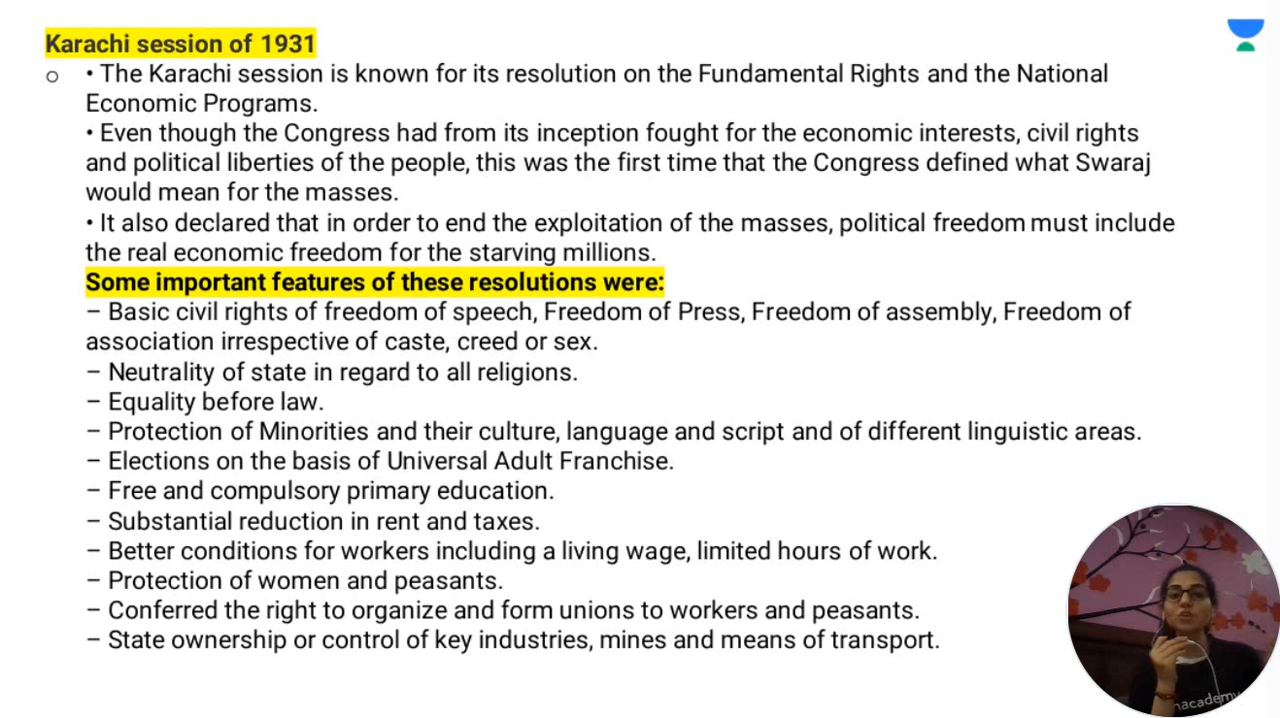 Karachi session of 1931
o • The Karachi session is known for its resolution on the Fundamental Rights and the National
Economic Programs.
• Even though the Congress had from its inception fought for the economic interests, civil rights
and political liberties of the people, this was the first time that the Congress defined what Swaraj
would mean for the masses.
• It also declared that in order to end the exploitation of the masses, political freedom must include
the real economic freedom for the starving millions.
Some important features of these resolutions were:
– Basic civil rights of freedom of speech, Freedom of Press, Freedom of assembly, Freedom of
association irrespective of caste, creed or sex.
– Neutrality of state in regard to all religions.
– Equality before law.
– Protection of Minorities and their culture, language and script and of different linguistic areas.
– Elections on the basis of Universal Adult Franchise.
– Free and compulsory primary education.
– Substantial reduction in rent and taxes.
– Better conditions for workers including a living wage, limited hours of work.
– Protection of women and peasants.
– Conferred the right to organize and form unions to workers and peasants.
– State ownership or control of key industries, mines and means of transport.
nacademy